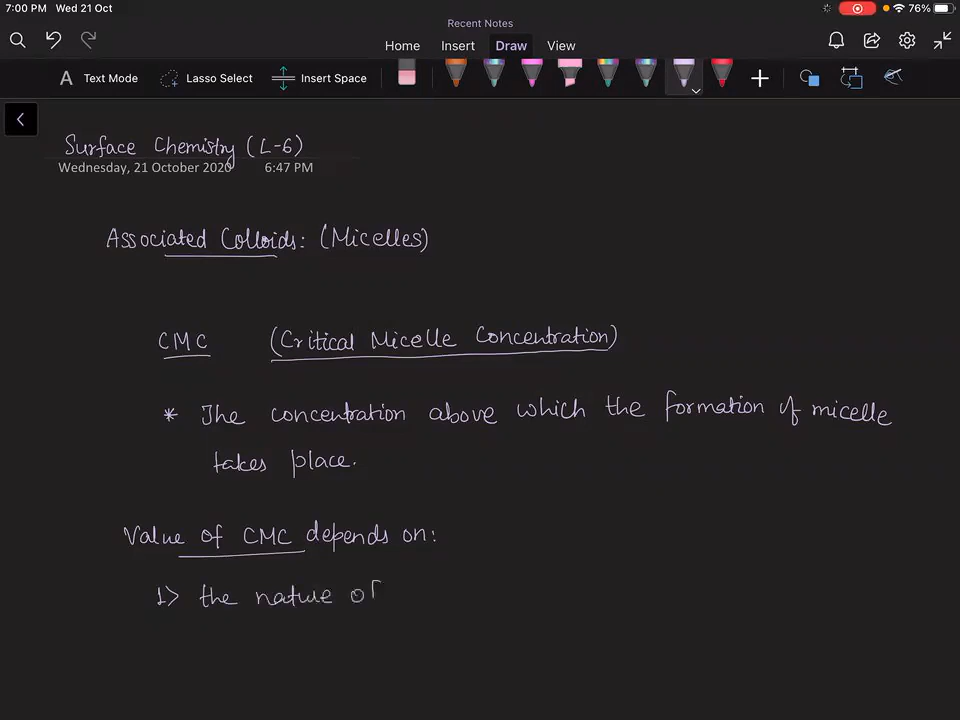 7:00 PM Wed 21 Oct
76%
Recent Notes
Home Insert Draw View
Text Mode Lasso Select Insert Space
Surface Chemistry (L-6)
Wednesday, 21 October 2020 6:47 PM
Associated Colloids: (Micelles)
CMC (Critical Micelle Concentration)
* The concentration above which the formation of micelle
takes place.
Value of CMC depends on:
1> the nature of